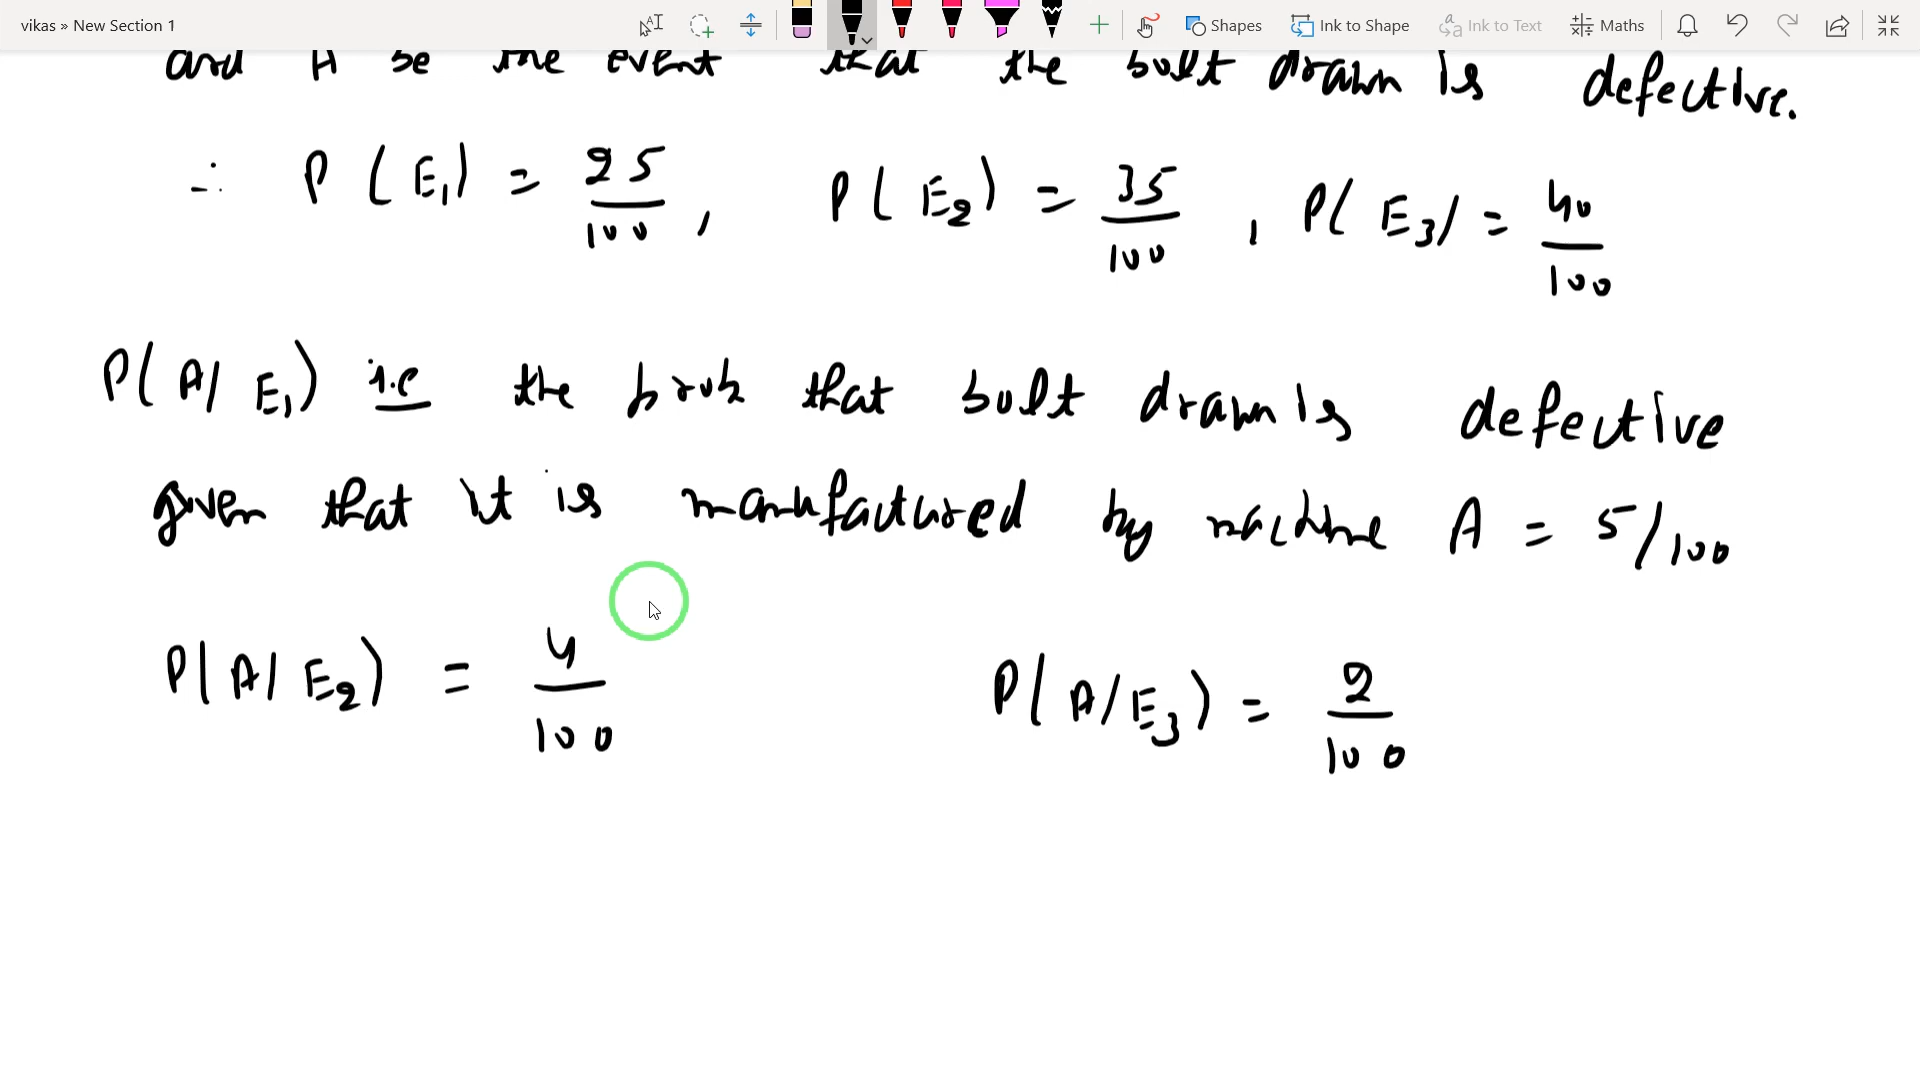 vikas » New Section 1 Shapes Ink to Shape Ink to Text Maths
and A be the event that the bolt drawn is defective.
∴ P(E₁) = 25/100, P(E₂) = 35/100, P(E₃) = 40/100
P(A/E₁) i.e the prob that bolt drawn is defective
given that it is manufactured by machine A = 5/100
P(A/E₂) = 4/100 P(A/E₃) = 2/100